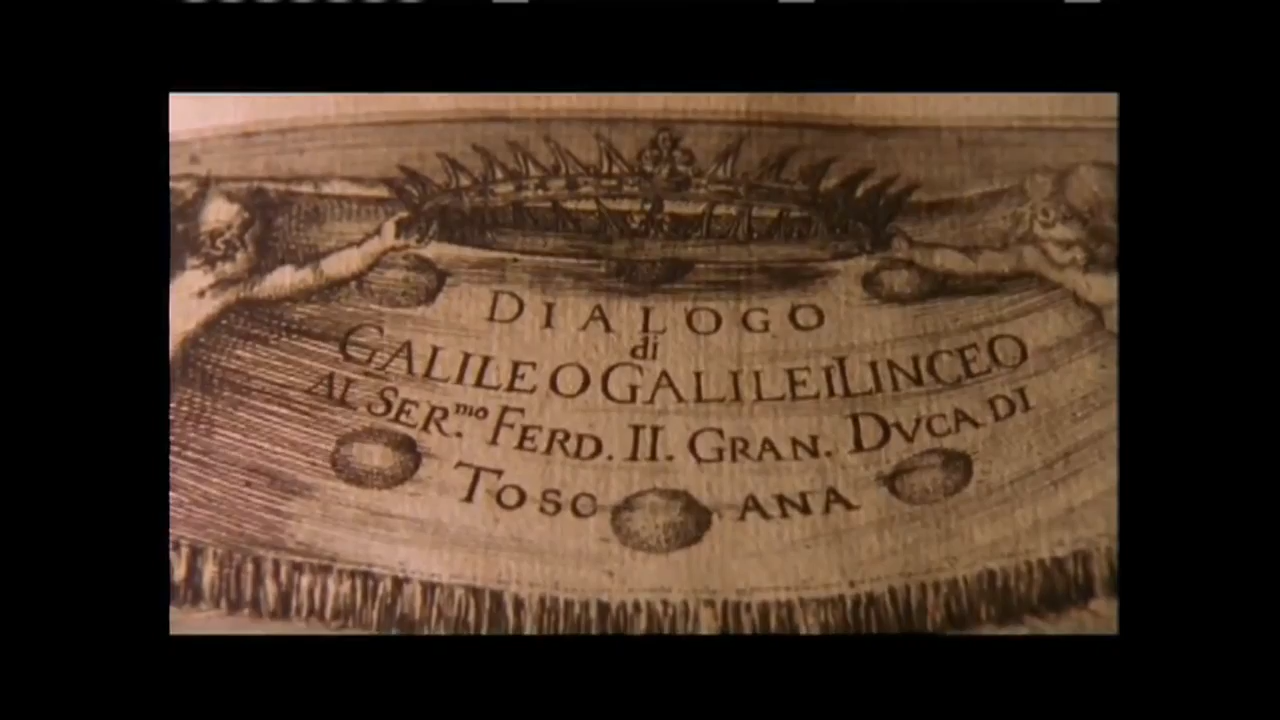 DIALOGO
di
GALILEO GALILEI LINCEO
AL SER.mo FERD. II. GRAN. DVCA DI
TOSCANA